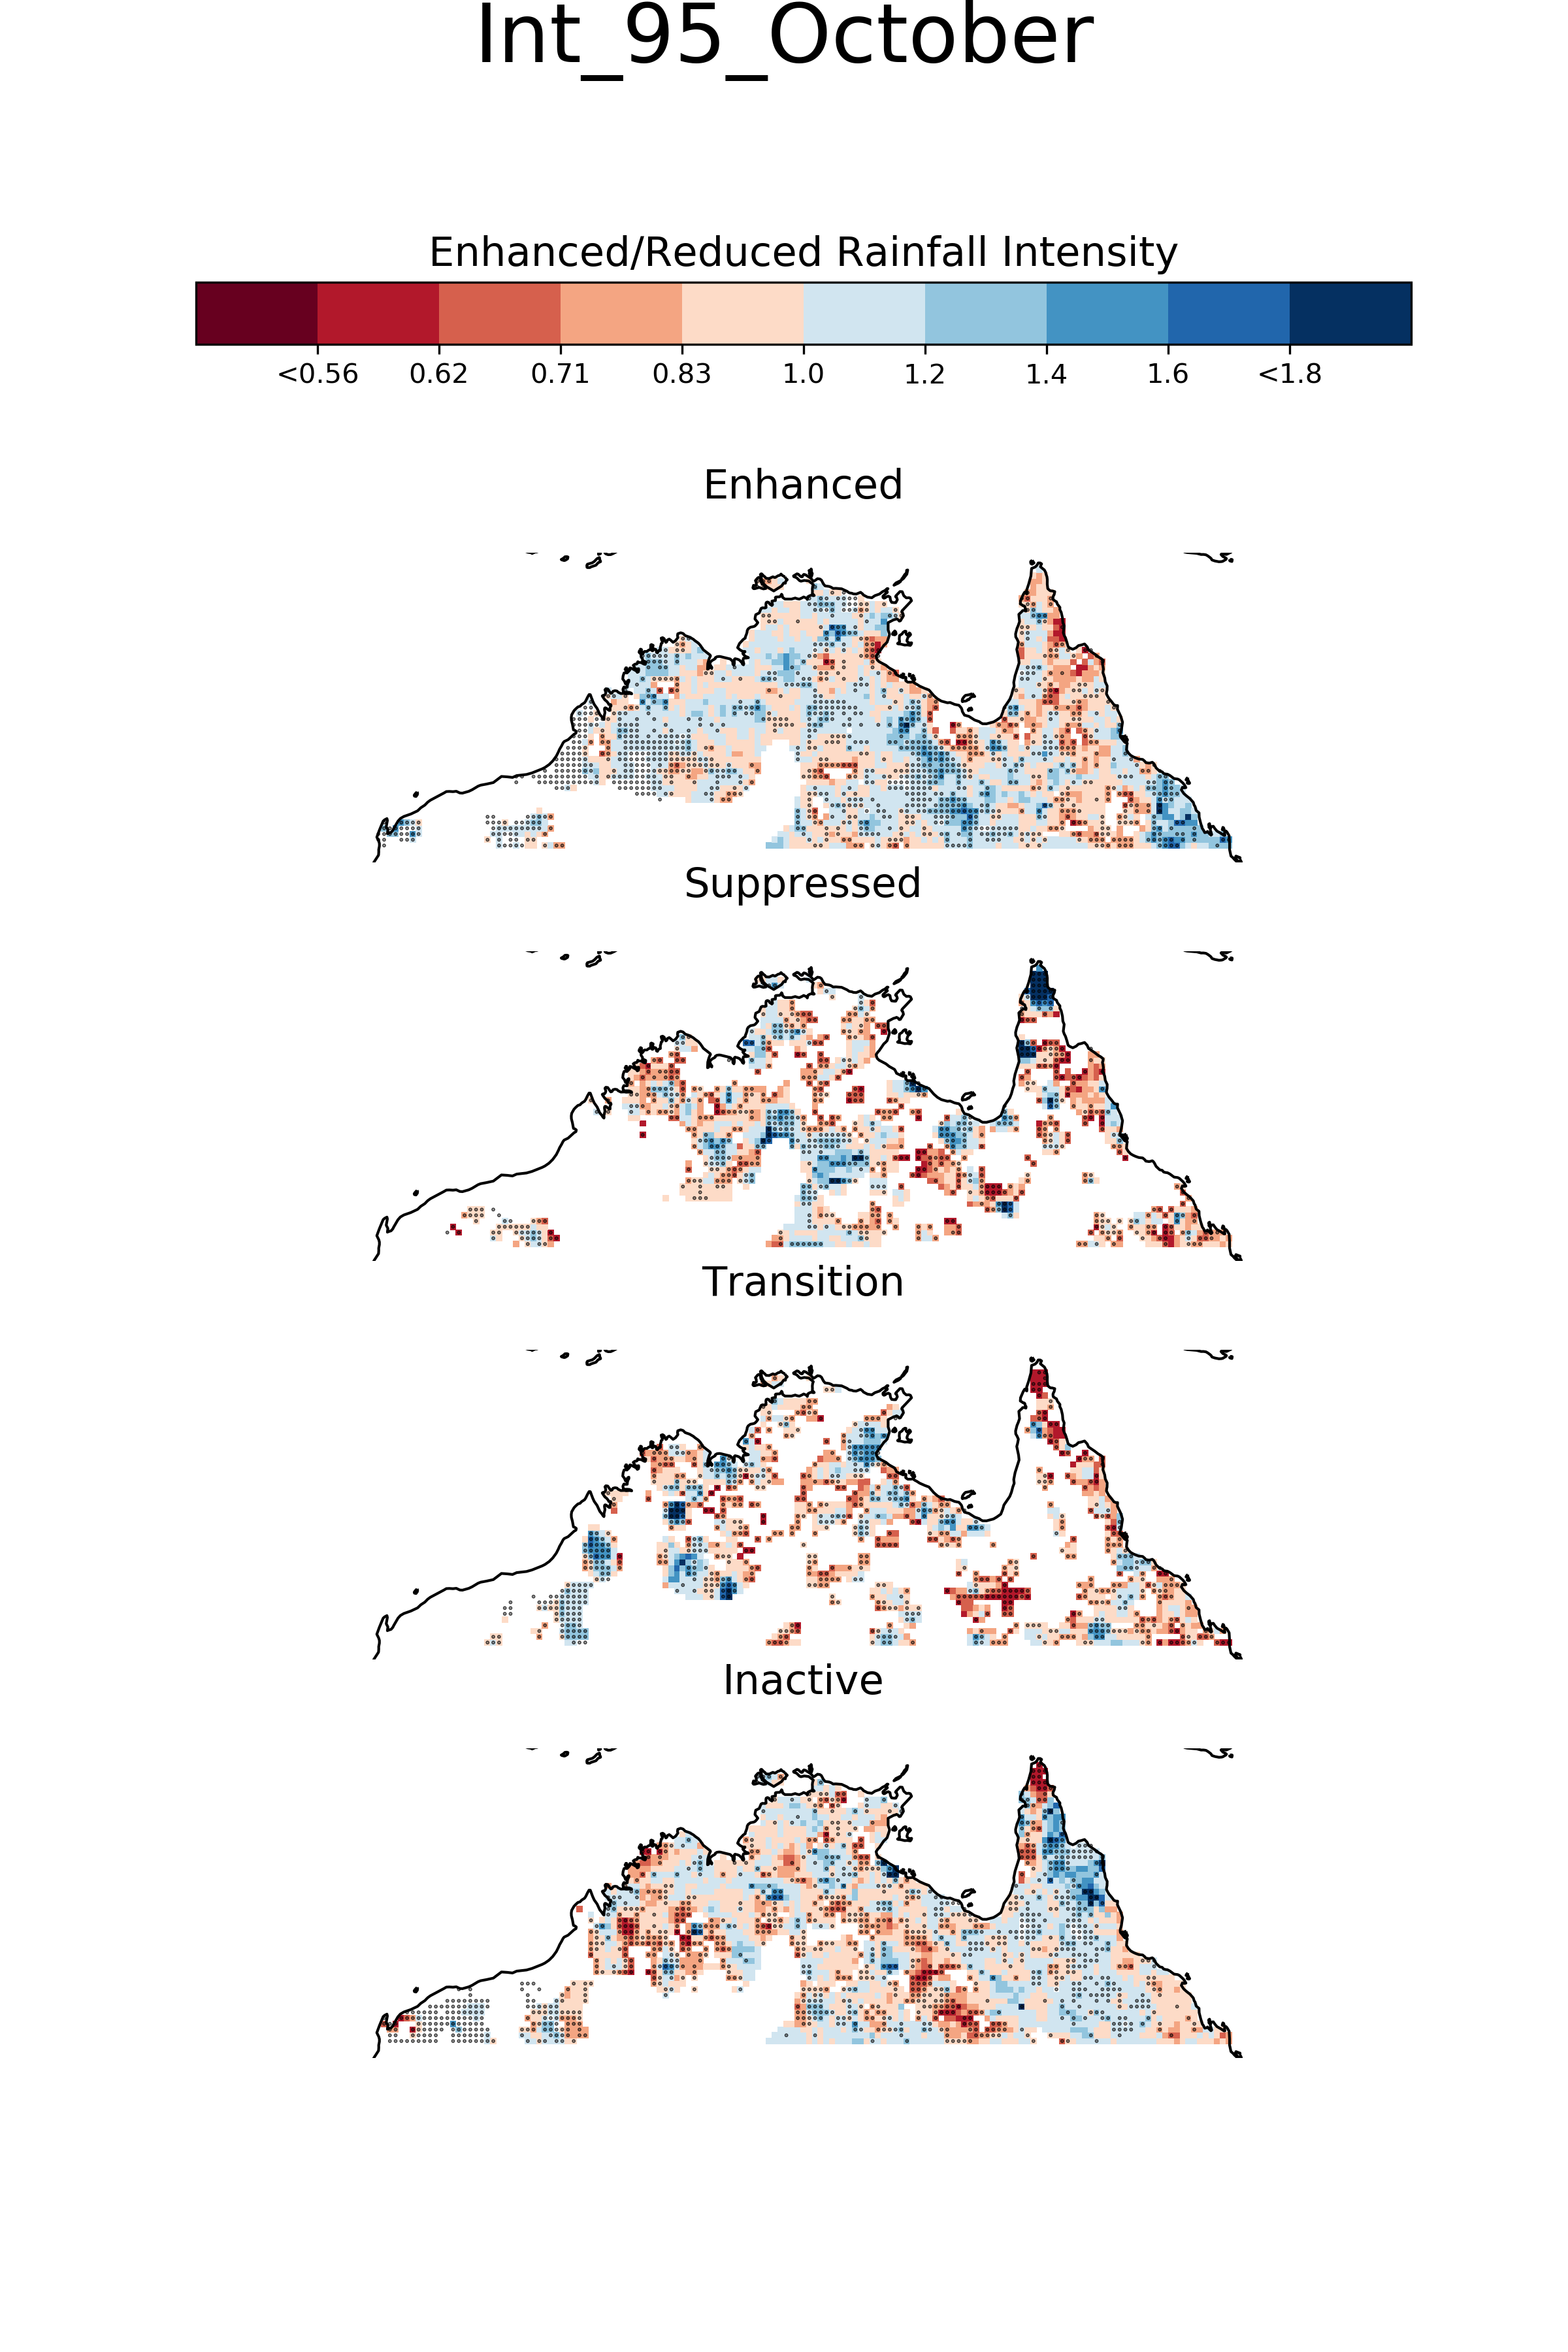 Int_95_October
Enhanced/Reduced Rainfall Intensity
<0.56 0.62 0.71 0.83 1.0 1.2 1.4 1.6 <1.8
Enhanced
Suppressed
Transition
Inactive